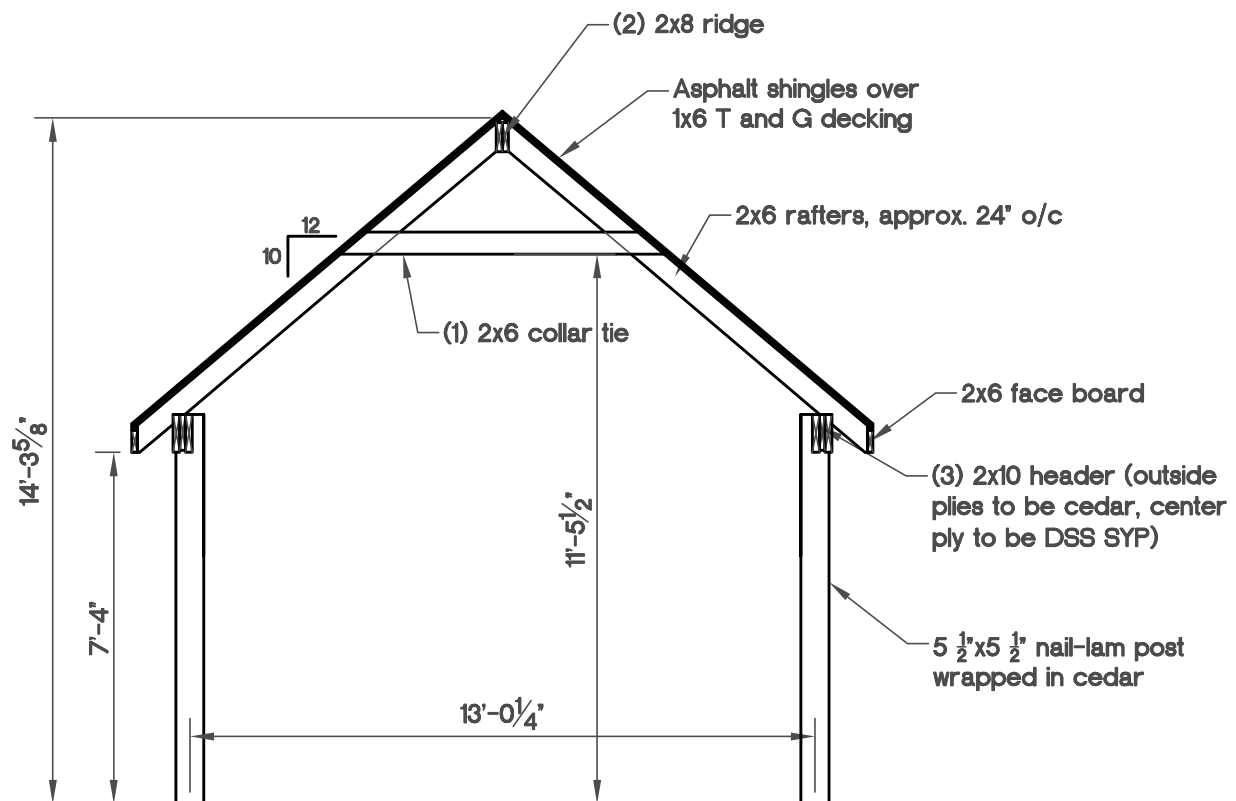 (2) 2x8 ridge
Asphalt shingles over
1x6 T and G decking
12
10
2x6 rafters, approx. 24" o/c
(1) 2x6 collar tie
2x6 face board
14'-3 5/8"
(3) 2x10 header (outside
plies to be cedar, center
ply to be DSS SYP)
11'-5 1/2"
7'-4"
5 1/2"x5 1/2" nail-lam post
wrapped in cedar
13'-0 1/4"